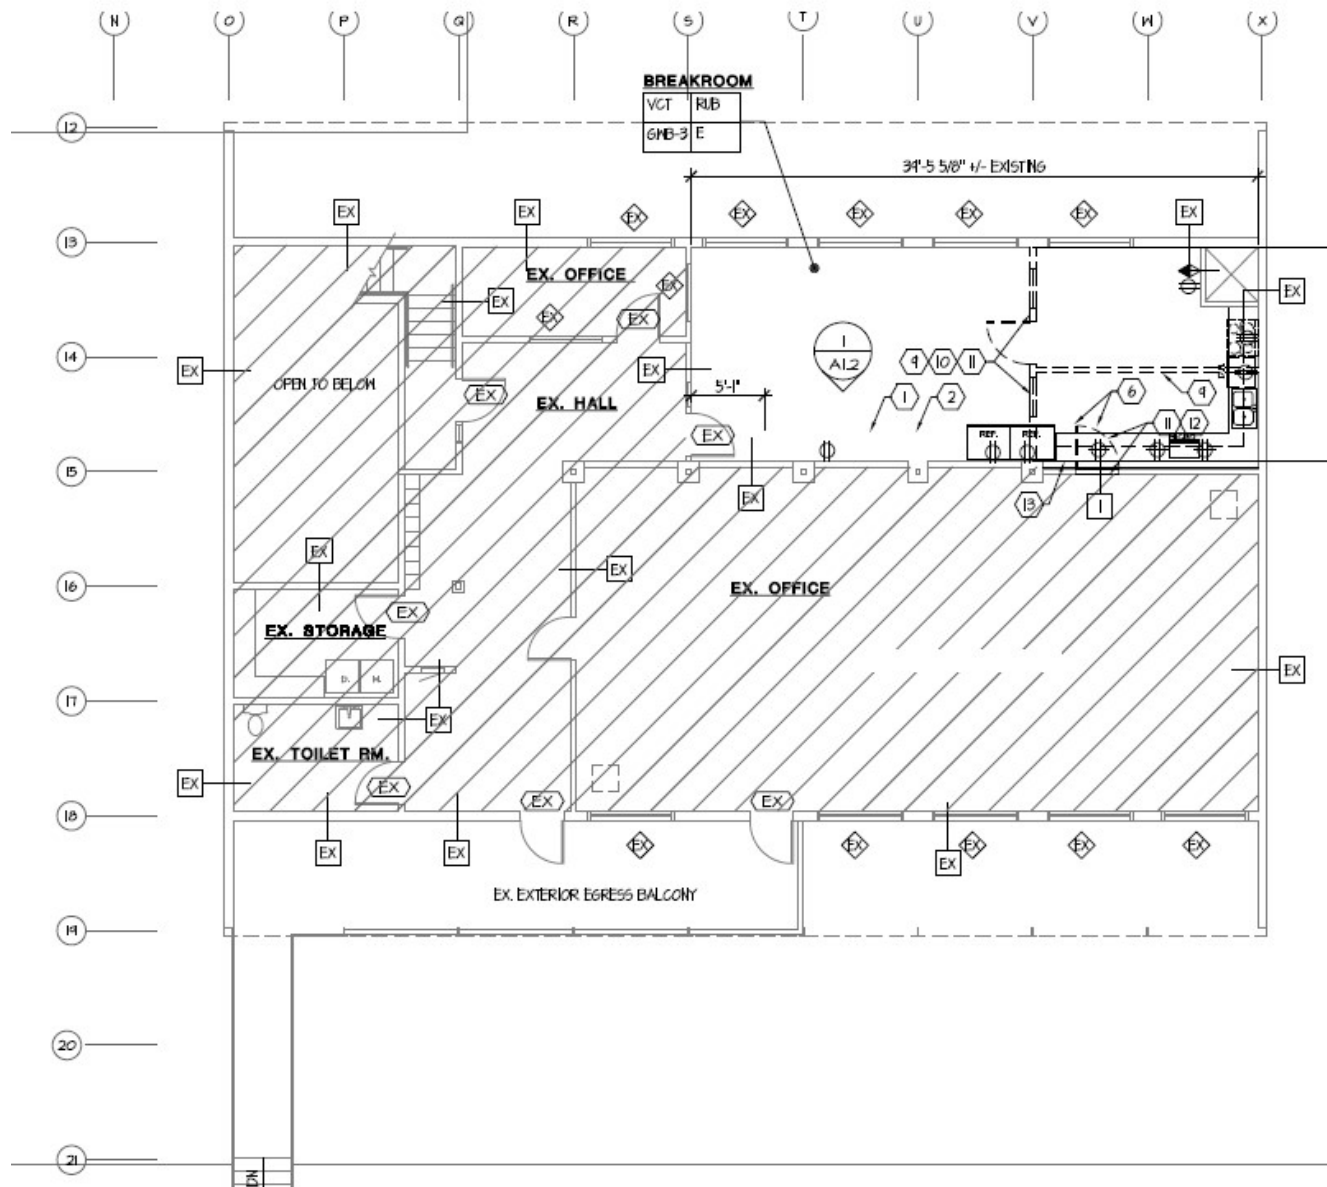 N O P Q R S T U V W X
BREAKROOM
VCT RUB
GWB-3 E
12
34'-5 5/8" +/- EXISTING
EX EX EX EX EX EX EX EX
13
EX. OFFICE
EX
EX
EX EX EX
14
1
A1.2
9 10 11
EX EX
OPEN TO BELOW
5'-1"
6 9
EX
EX. HALL
1 2
11 12
EX
REF. REF.
15
EX
13 1
EX
EX
16
EX. OFFICE
EX
EX. STORAGE
D. W.
EX
17
EX
EX. TOILET RM.
EX EX
EX EX
18
EX EX EX EX EX EX EX EX
EX. EXTERIOR EGRESS BALCONY
19
20
21
DN